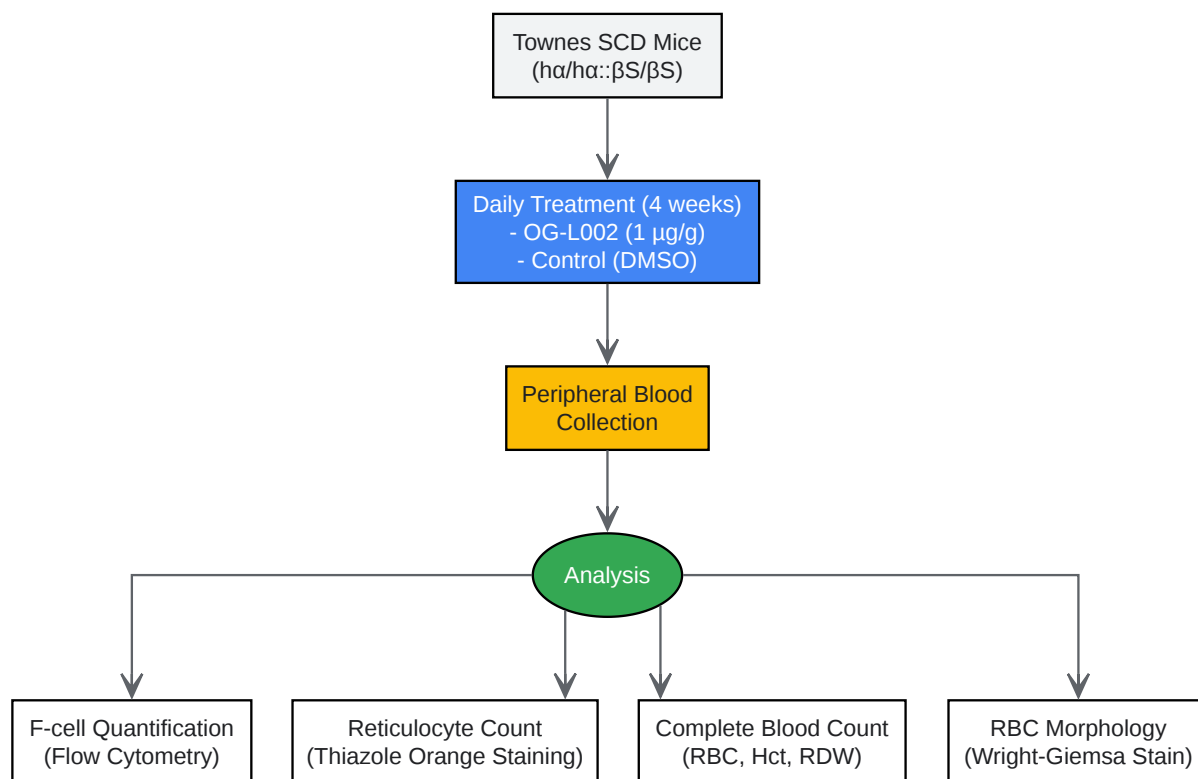 Townes SCD Mice
(hα/hα::βS/βS)
Daily Treatment (4 weeks)
- OG-L002 (1 µg/g)
- Control (DMSO)
Peripheral Blood
Collection
Analysis
F-cell Quantification
(Flow Cytometry)
Reticulocyte Count
(Thiazole Orange Staining)
Complete Blood Count
(RBC, Hct, RDW)
RBC Morphology
(Wright-Giemsa Stain)